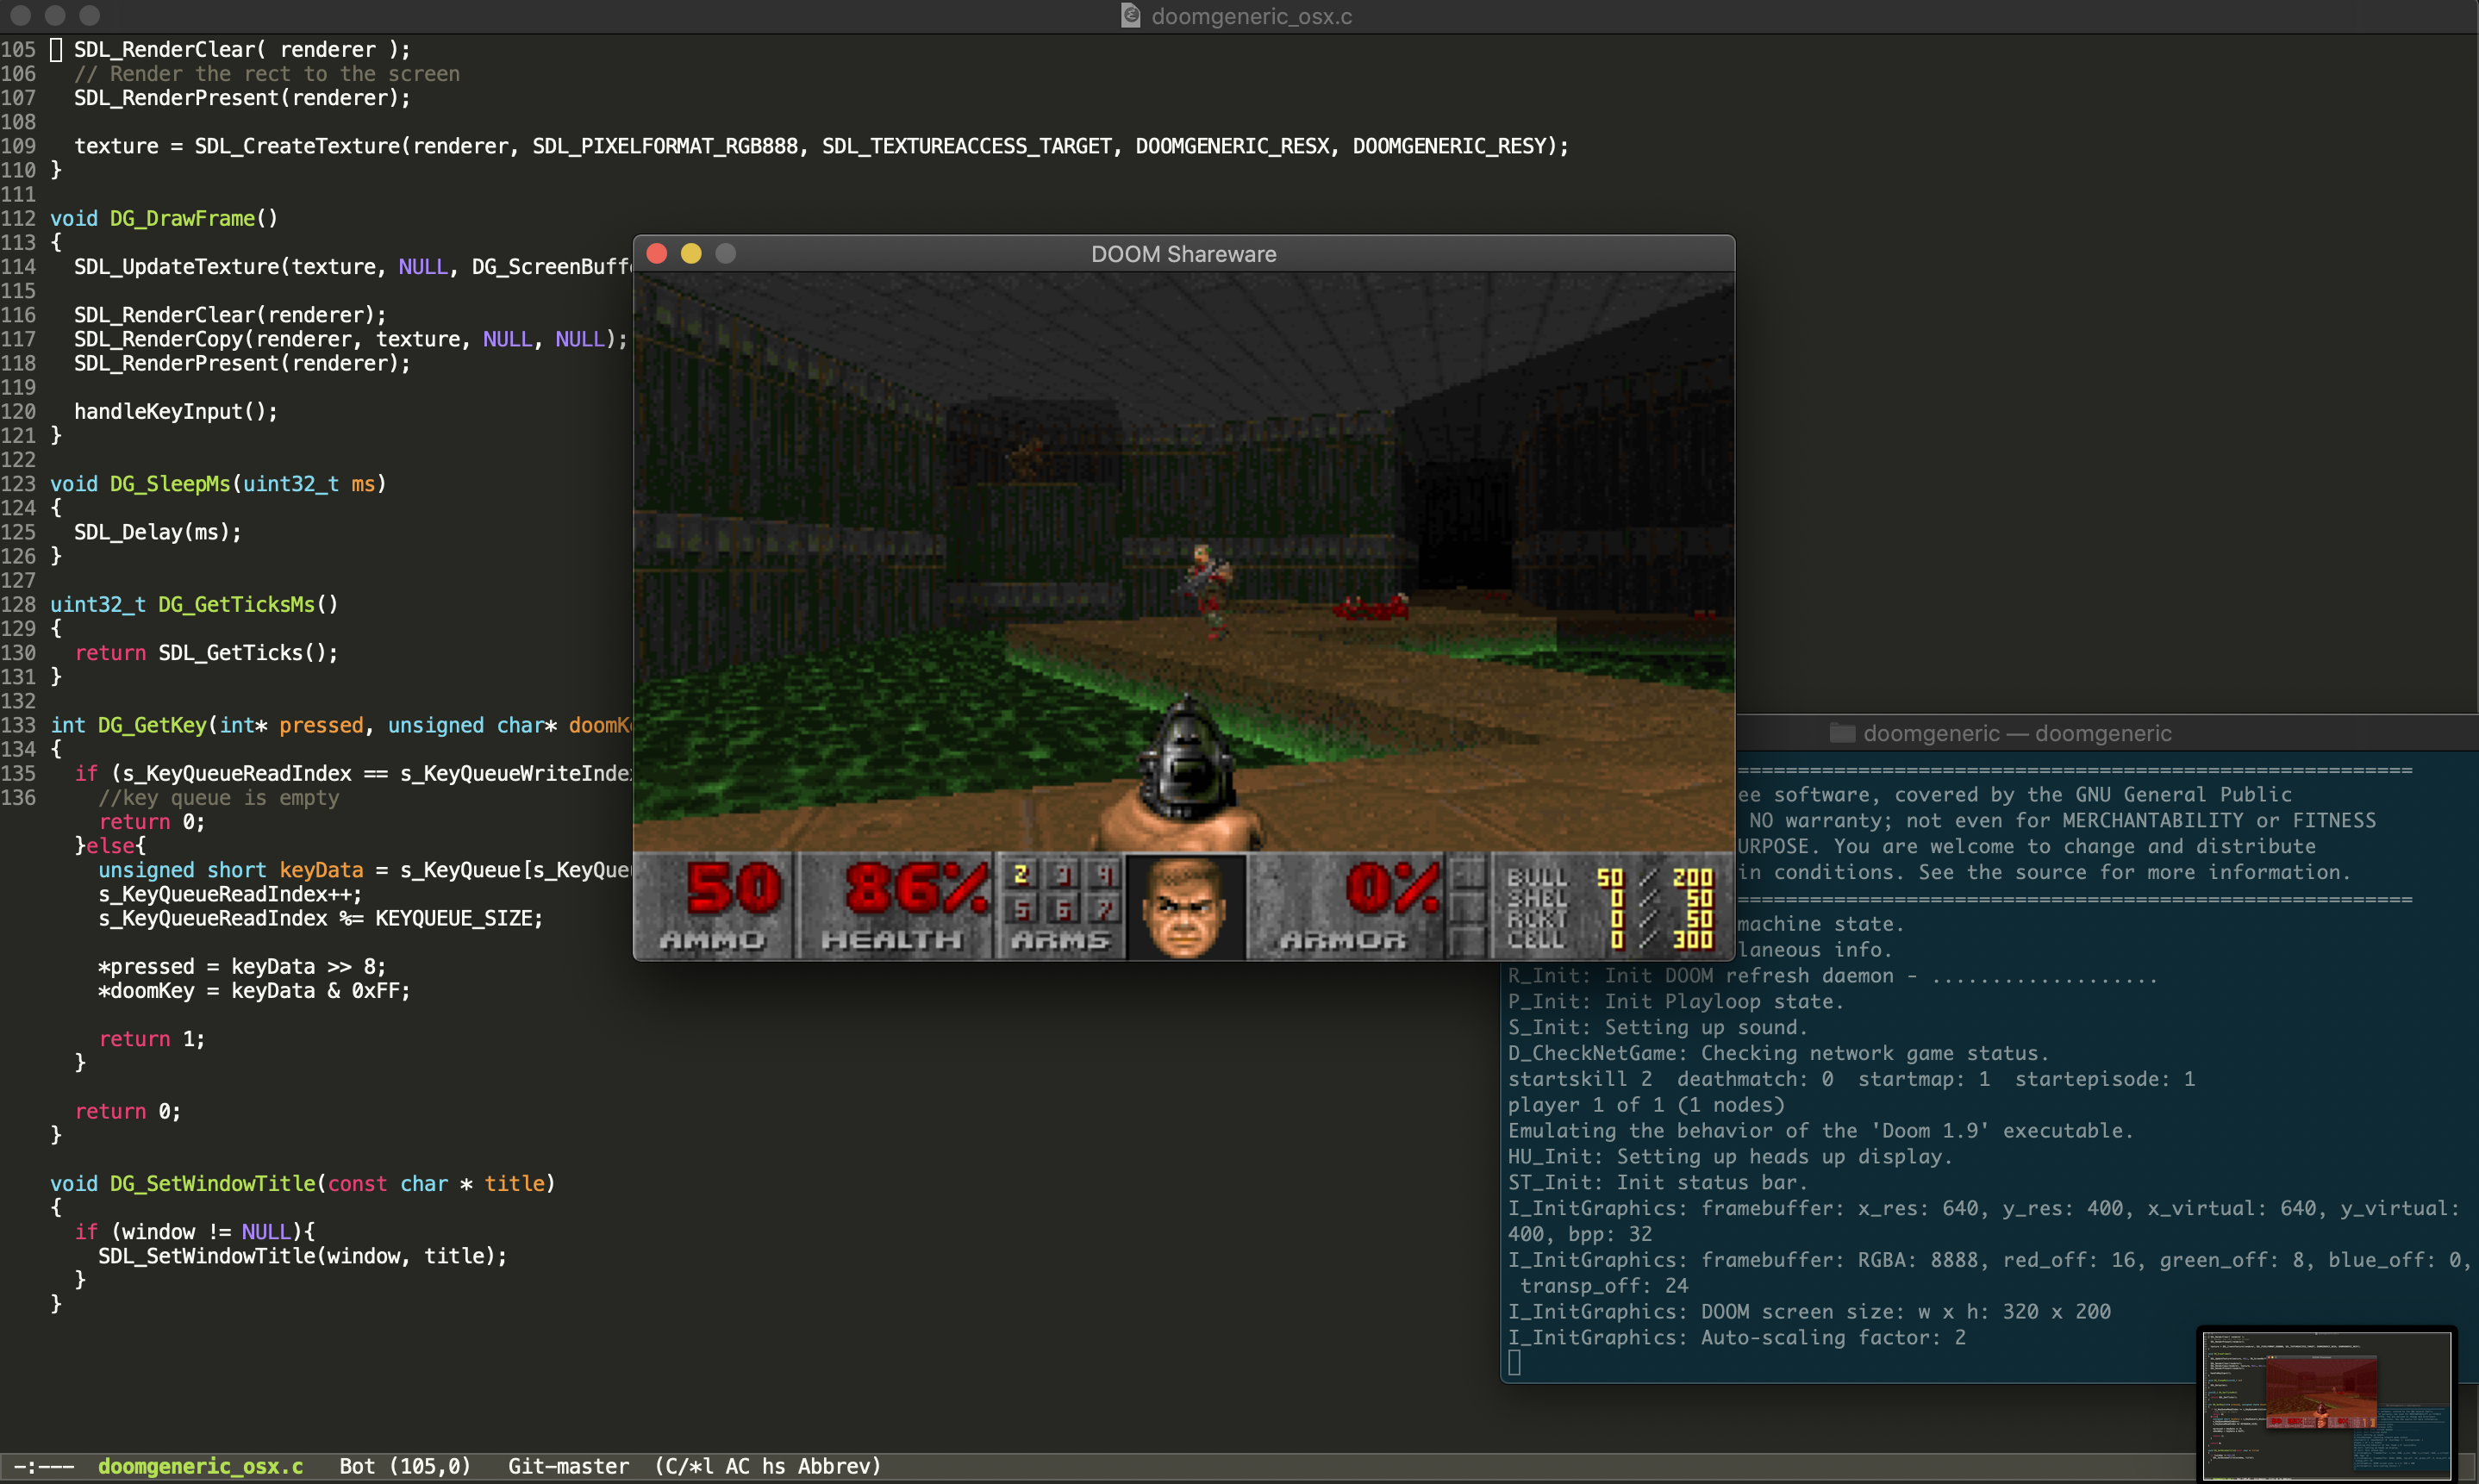 doomgeneric_osx.c
105 SDL_RenderClear( renderer );
106 // Render the rect to the screen
107 SDL_RenderPresent(renderer);
108
109 texture = SDL_CreateTexture(renderer, SDL_PIXELFORMAT_RGB888, SDL_TEXTUREACCESS_TARGET, DOOMGENERIC_RESX, DOOMGENERIC_RESY);
110 }
111
112 void DG_DrawFrame()
113 {
114 SDL_UpdateTexture(texture, NULL, DG_ScreenBuff
115
116 SDL_RenderClear(renderer);
117 SDL_RenderCopy(renderer, texture, NULL, NULL);
118 SDL_RenderPresent(renderer);
119
120 handleKeyInput();
121 }
122
123 void DG_SleepMs(uint32_t ms)
124 {
125 SDL_Delay(ms);
126 }
127
128 uint32_t DG_GetTicksMs()
129 {
130 return SDL_GetTicks();
131 }
132
133 int DG_GetKey(int* pressed, unsigned char* doomK
134 {
135 if (s_KeyQueueReadIndex == s_KeyQueueWriteInde
136 //key queue is empty
return 0;
}else{
unsigned short keyData = s_KeyQueue[s_KeyQue
s_KeyQueueReadIndex++;
s_KeyQueueReadIndex %= KEYQUEUE_SIZE;
*pressed = keyData >> 8;
*doomKey = keyData & 0xFF;
return 1;
}
return 0;
}
void DG_SetWindowTitle(const char * title)
{
if (window != NULL){
SDL_SetWindowTitle(window, title);
}
}
-:--- doomgeneric_osx.c Bot (105,0) Git-master (C/*l AC hs Abbrev)
DOOM Shareware
50 86% 2 3 4 0% BULL 50 / 200
5 6 7 SHEL 0 / 50
RCKT 0 / 50
AMMO HEALTH ARMS ARMOR CELL 0 / 300
doomgeneric — doomgeneric
========================================================
ee software, covered by the GNU General Public
NO warranty; not even for MERCHANTABILITY or FITNESS
URPOSE. You are welcome to change and distribute
in conditions. See the source for more information.
========================================================
machine state.
laneous info.
R_Init: Init DOOM refresh daemon - ...................
P_Init: Init Playloop state.
S_Init: Setting up sound.
D_CheckNetGame: Checking network game status.
startskill 2  deathmatch: 0  startmap: 1  startepisode: 1
player 1 of 1 (1 nodes)
Emulating the behavior of the 'Doom 1.9' executable.
HU_Init: Setting up heads up display.
ST_Init: Init status bar.
I_InitGraphics: framebuffer: x_res: 640, y_res: 400, x_virtual: 640, y_virtual:
400, bpp: 32
I_InitGraphics: framebuffer: RGBA: 8888, red_off: 16, green_off: 8, blue_off: 0,
transp_off: 24
I_InitGraphics: DOOM screen size: w x h: 320 x 200
I_InitGraphics: Auto-scaling factor: 2